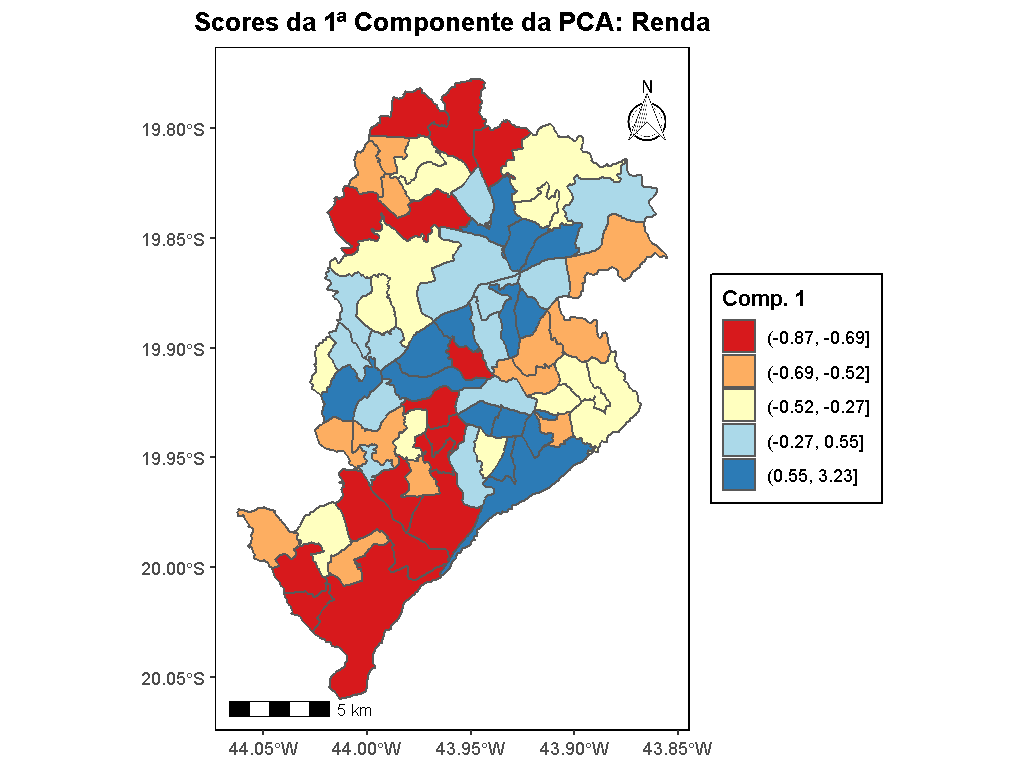 Scores da 1ª Componente da PCA: Renda
N
19.80°S
19.85°S
19.90°S
19.95°S
20.00°S
20.05°S
5 km
44.05°W 44.00°W 43.95°W 43.90°W 43.85°W
Comp. 1
(-0.87, -0.69]
(-0.69, -0.52]
(-0.52, -0.27]
(-0.27, 0.55]
(0.55, 3.23]